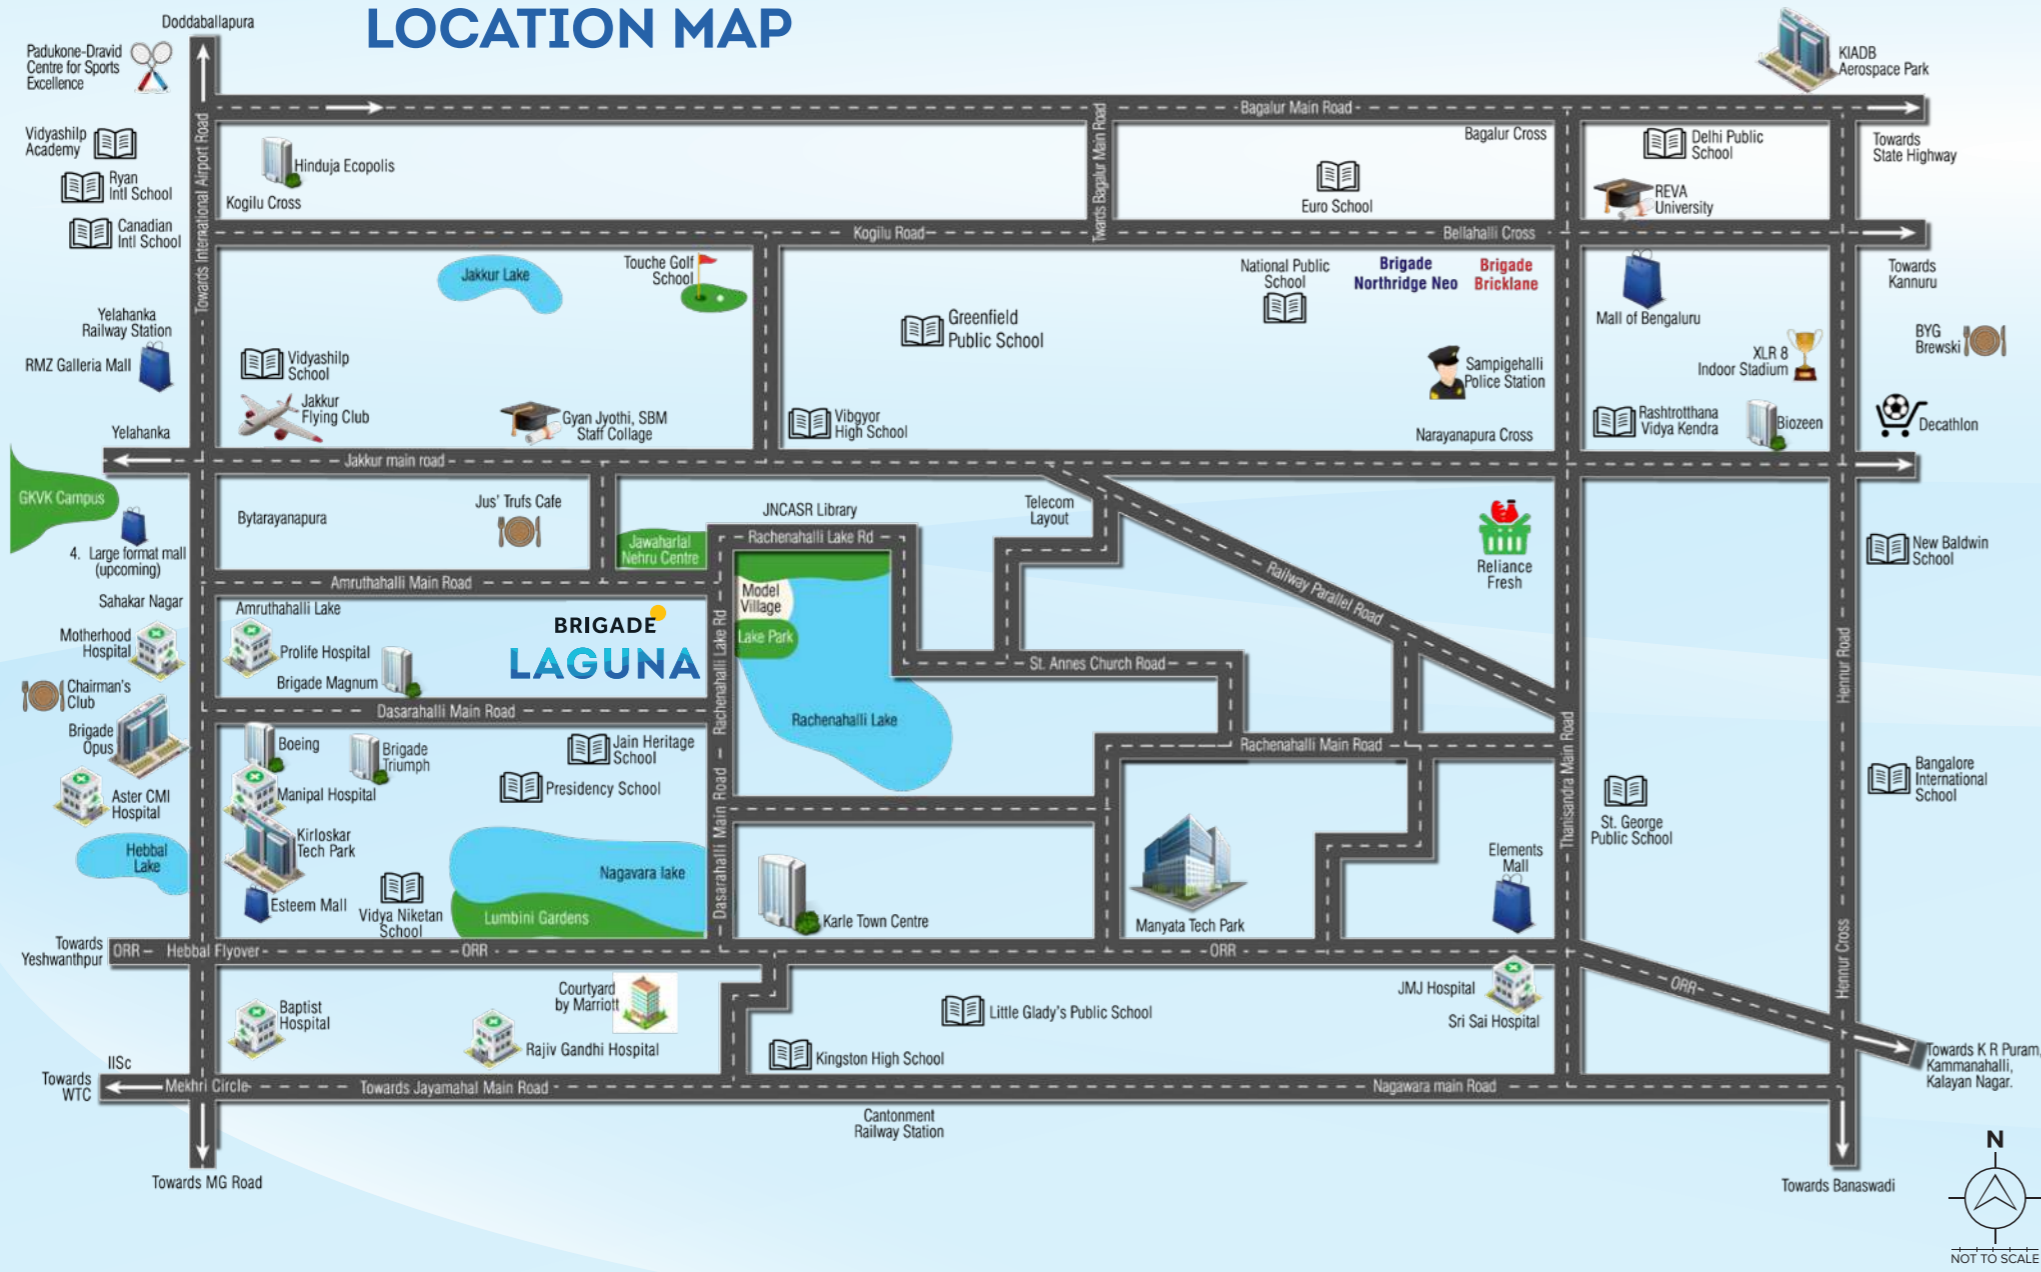 LOCATION MAP
Doddaballapura
Padukone-Dravid
Centre for Sports
Excellence
KIADB
Aerospace Park
Bagalur Main Road
Vidyashilp
Academy
Ryan
Intl School
Canadian
Intl School
Towards International Airport Road
Hinduja Ecopolis
Kogilu Cross
Twards Bagalur Main Road
Bagalur Cross
Euro School
Delhi Public
School
REVA
University
Towards
State Highway
Kogilu Road
Bellahalli Cross
Jakkur Lake
Touche Golf
School
National Public
School
Brigade
Northridge Neo
Brigade
Bricklane
Mall of Bengaluru
Towards
Kannuru
Yelahanka
Railway Station
RMZ Galleria Mall
Vidyashilp
School
Jakkur
Flying Club
Gyan Jyothi, SBM
Staff Collage
Greenfield
Public School
Vibgyor
High School
Sampigehalli
Police Station
Narayanapura Cross
XLR 8
Indoor Stadium
Rashtrotthana
Vidya Kendra
Biozeen
BYG
Brewski
Decathlon
Yelahanka
Jakkur main road
GKVK Campus
4. Large format mall
(upcoming)
Bytarayanapura
Jus' Trufs Cafe
Jawaharlal
Nehru Centre
JNCASR Library
Rachenahalli Lake Rd
Telecom
Layout
Railway Parallel Road
Reliance
Fresh
New Baldwin
School
Amruthahalli Main Road
Sahakar Nagar
Motherhood
Hospital
Chairman's
Club
Brigade
Opus
Amruthahalli Lake
Prolife Hospital
Brigade Magnum
BRIGADE
LAGUNA
Rachenahalli Lake Rd
Model
Village
Lake Park
Rachenahalli Lake
St. Annes Church Road
Hennur Road
Dasarahalli Main Road
Aster CMI
Hospital
Hebbal
Lake
Boeing
Brigade
Triumph
Manipal Hospital
Kirloskar
Tech Park
Esteem Mall
Jain Heritage
School
Presidency School
Vidya Niketan
School
Nagavara lake
Lumbini Gardens
Dasarahalli Main Road
Karle Town Centre
Rachenahalli Main Road
Manyata Tech Park
Elements
Mall
Thanisandra Main Road
St. George
Public School
Bangalore
International
School
Hennur Cross
Towards
Yeshwanthpur
ORR
Hebbal Flyover
ORR
ORR
ORR
Baptist
Hospital
Courtyard
by Marriott
Rajiv Gandhi Hospital
Little Glady's Public School
Kingston High School
JMJ Hospital
Sri Sai Hospital
Towards K R Puram,
Kammanahalli,
Kalayan Nagar.
IISc
Towards
WTC
Mekhri Circle
Towards Jayamahal Main Road
Nagawara main Road
Cantonment
Railway Station
Towards MG Road
Towards Banaswadi
N
NOT TO SCALE